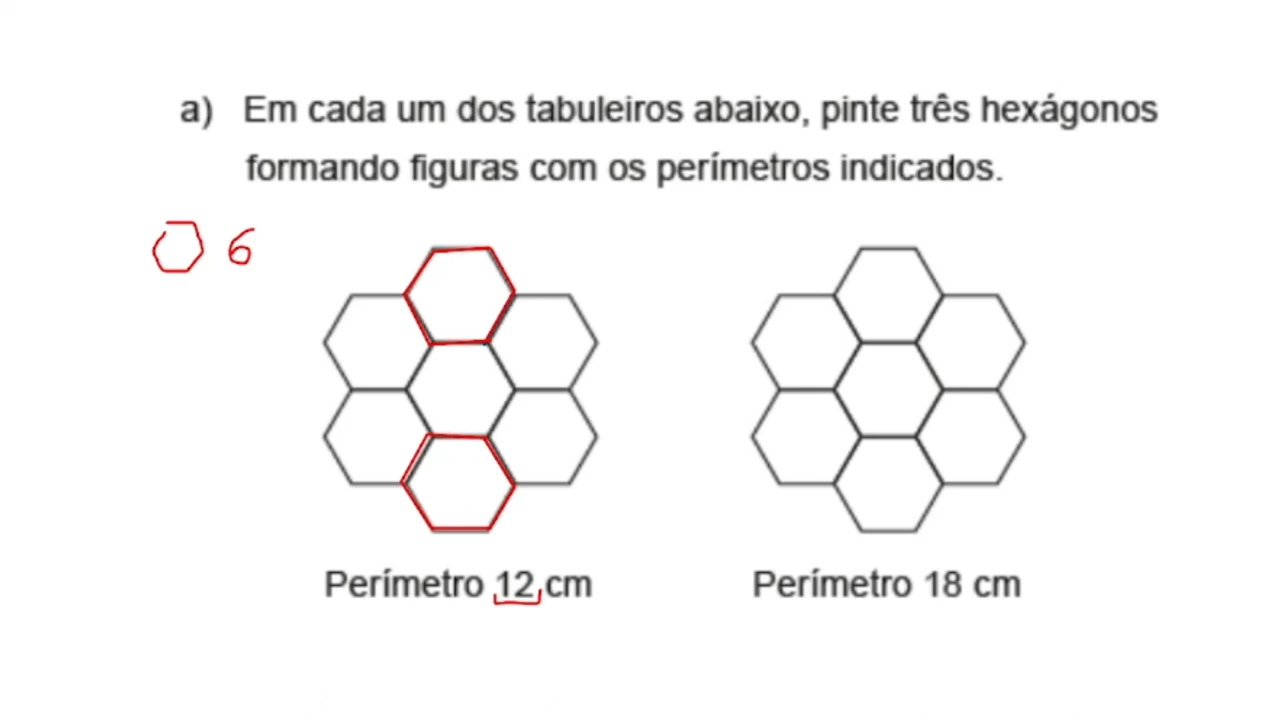 a) Em cada um dos tabuleiros abaixo, pinte três hexágonos
formando figuras com os perímetros indicados.
6
Perímetro 12 cm
Perímetro 18 cm